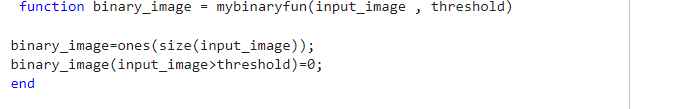 function binary_image = mybinaryfun(input_image , threshold)
binary_image=ones(size(input_image));
binary_image(input_image>threshold)=0;
end